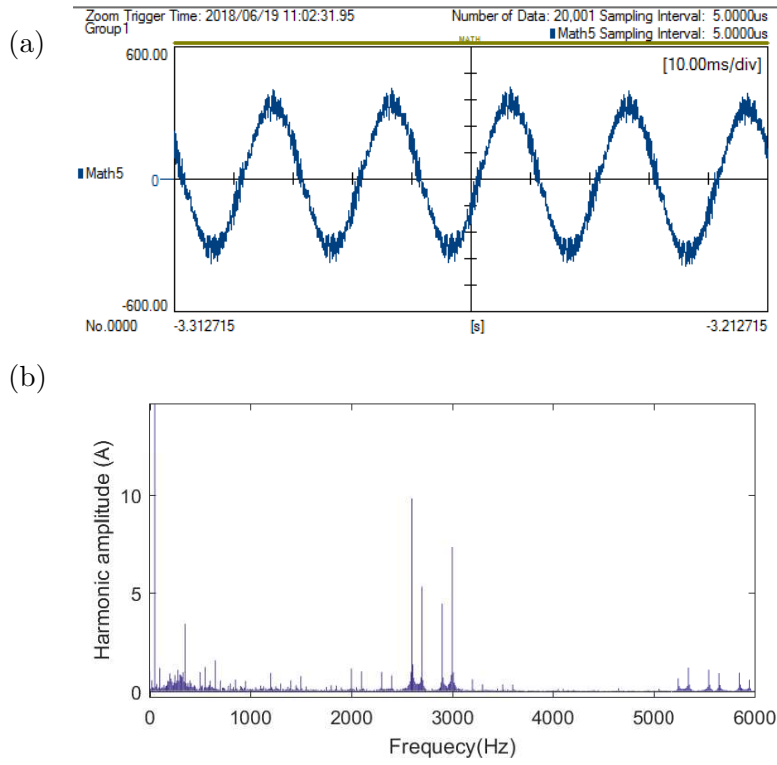 (a)
Zoom Trigger Time: 2018/06/19 11:02:31.95 Number of Data: 20,001 Sampling Interval: 5.0000us
Group1 Math5 Sampling Interval: 5.0000us
MATH
600.00
[10.00ms/div]
Math5
0
-600.00
No.0000 -3.312715 [s] -3.212715
(b)
Harmonic amplitude (A)
10
5
0
0 1000 2000 3000 4000 5000 6000
Frequecy(Hz)